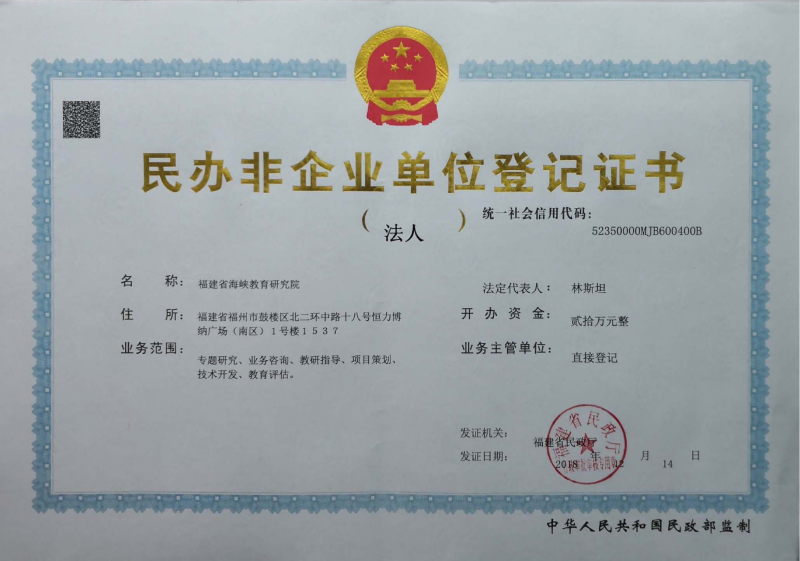 民办非企业单位登记证书
(法人)
统一社会信用代码:
52350000MJB600400B
名 称: 福建省海峡教育研究院
法定代表人: 林斯坦
住 所: 福建省福州市鼓楼区北二环中路十八号恒力博
纳广场(南区)1号楼1537
开办资金: 贰拾万元整
业务范围: 专题研究、业务咨询、教研指导、项目策划、
技术开发、教育评估。
业务主管单位: 直接登记
发证机关: 福建省民政厅
发证日期: 2018 年 12 月 14 日
福建省民政厅
中华人民共和国民政部监制